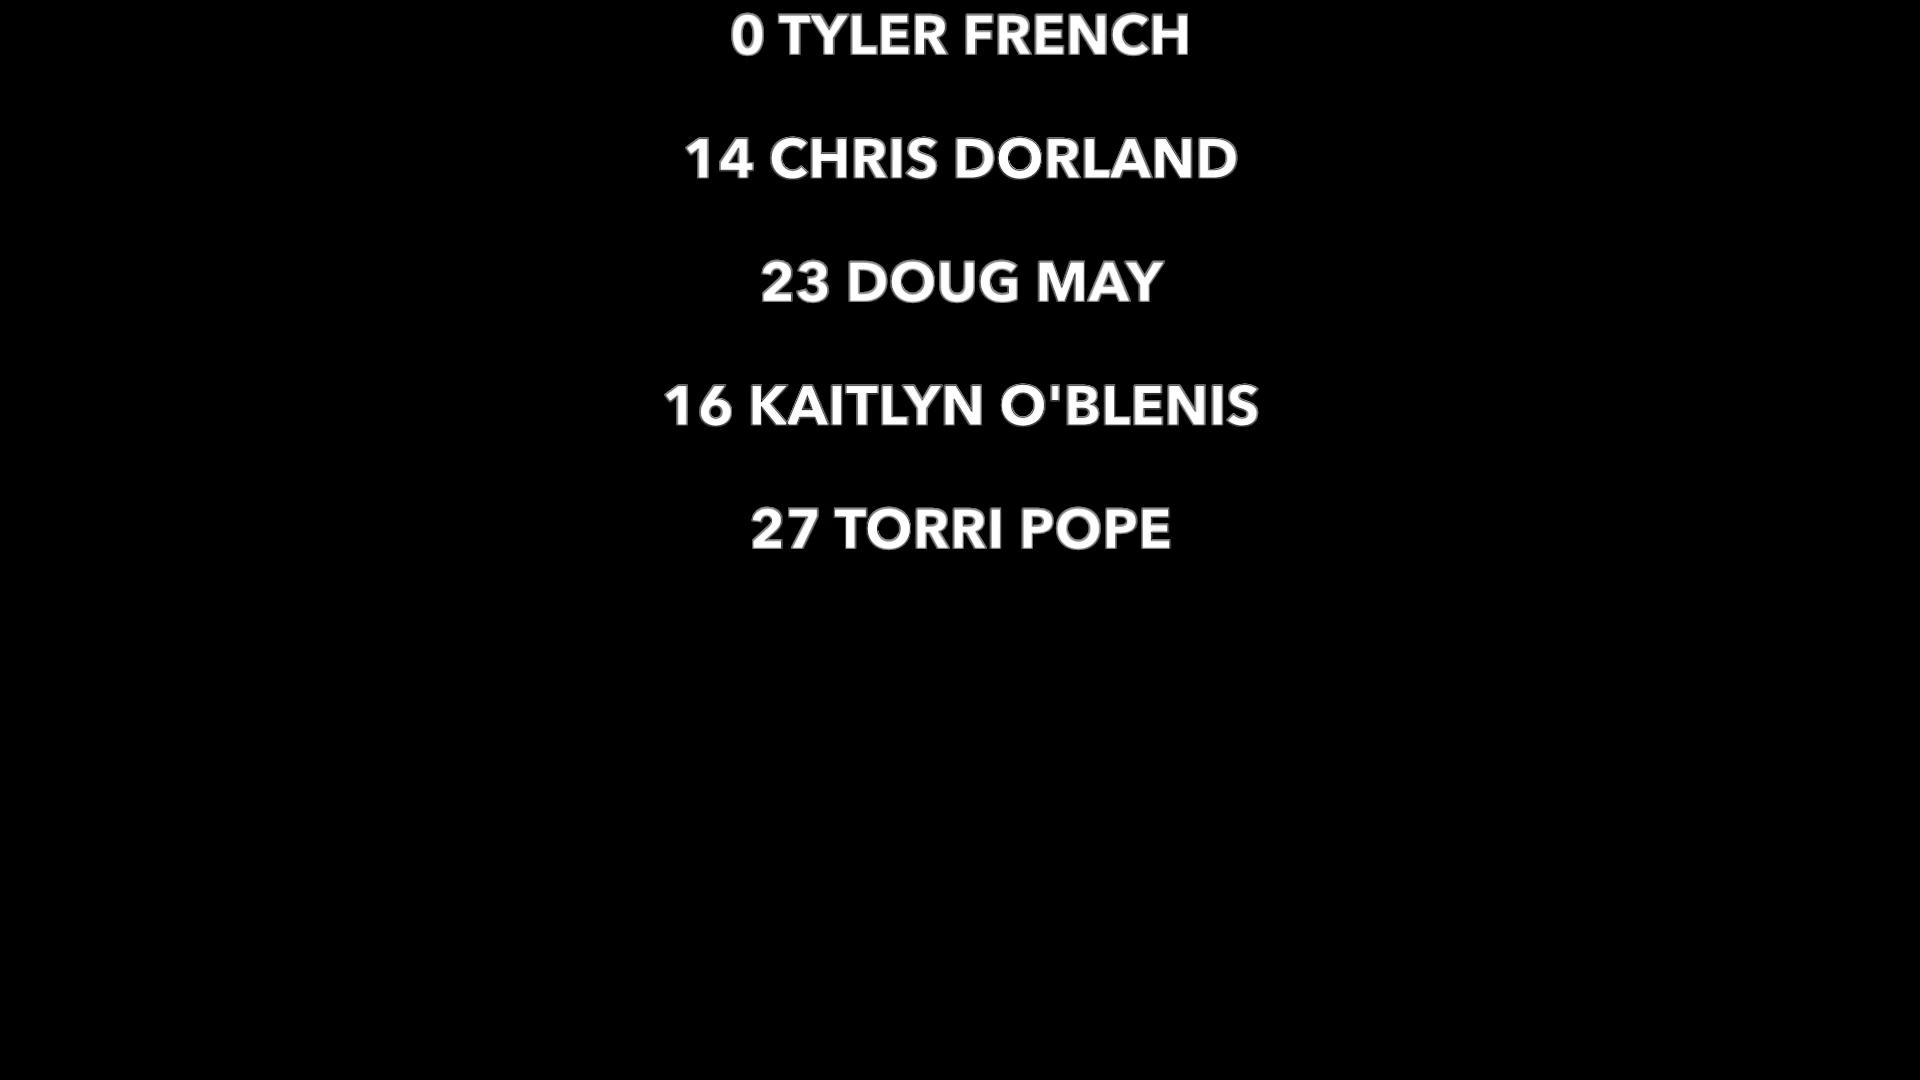 0 TYLER FRENCH
14 CHRIS DORLAND
23 DOUG MAY
16 KAITLYN O'BLENIS
27 TORRI POPE